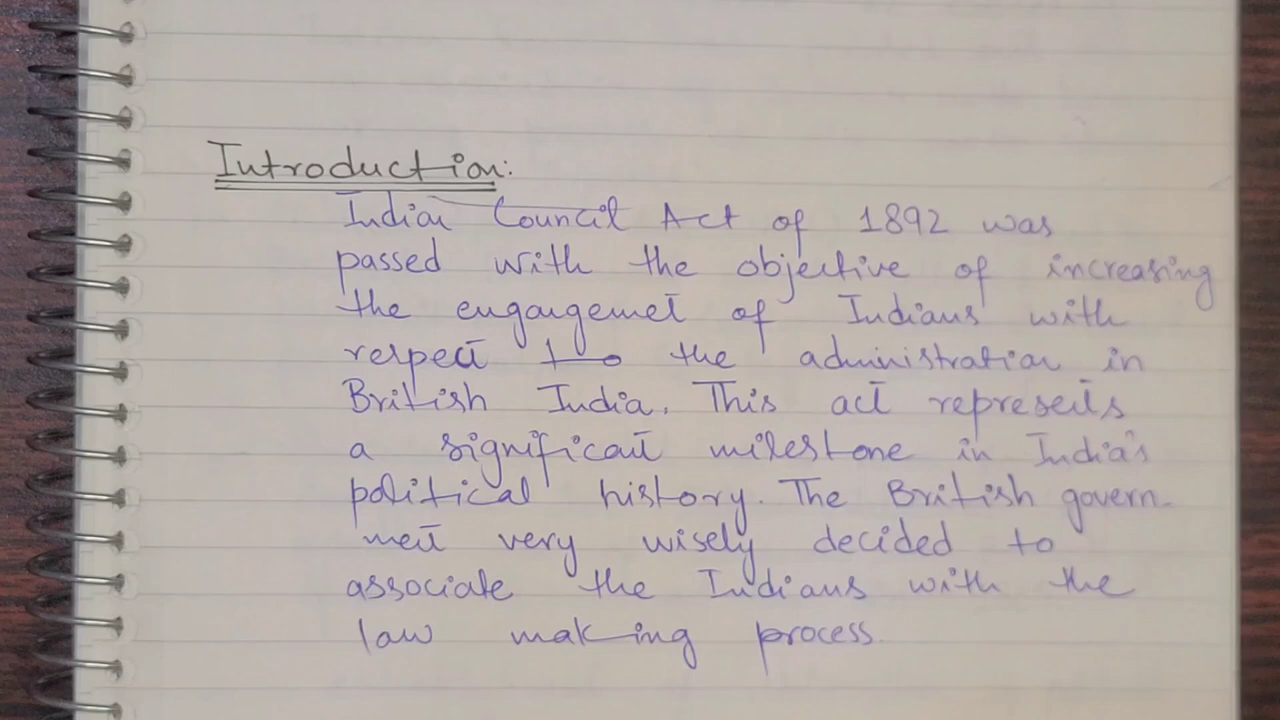 Introduction:
Indian Council Act of 1892 was
passed with the objective of increasing
the engargemet of Indians with
respect to the administration in
British India. This act represents
a significant milestone in India's
political history. The British govern-
ment very wisely decided to
associate the Indians with the
law making process.